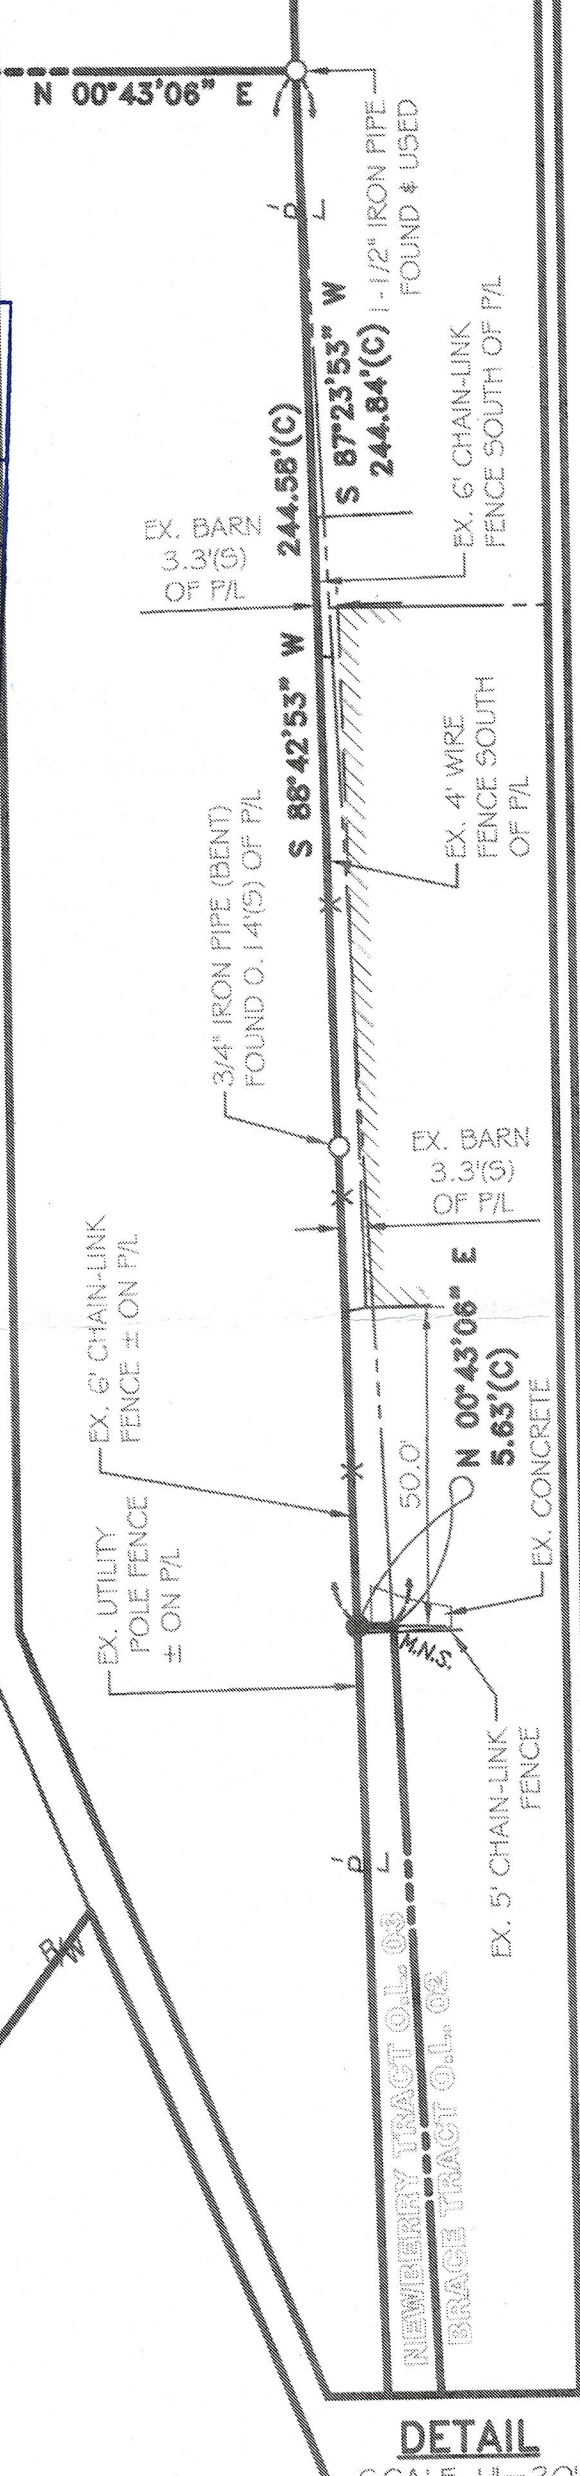 N 00°43'06" E
1-1/2" IRON PIPE
FOUND & USED
P
L
S 87°23'53" W
244.84'(C)
244.58'(C)
S 88°42'53" W
EX. BARN
3.3'(S)
OF P/L
EX. 6' CHAIN-LINK
FENCE SOUTH OF P/L
EX. 4' WIRE
FENCE SOUTH
OF P/L
3/4" IRON PIPE (BENT)
FOUND 0.14'(S) OF P/L
EX. BARN
3.3'(S)
OF P/L
EX. 6' CHAIN-LINK
FENCE ± ON P/L
N 00°43'06" E
5.63'(C)
50.0'
EX. CONCRETE
EX. UTILITY
POLE FENCE
± ON P/L
M.N.S.
EX. 5' CHAIN-LINK
FENCE
P
L
R/W
NEWBERRY TRACT O.L. 03
BRACE TRACT O.L. 02
DETAIL